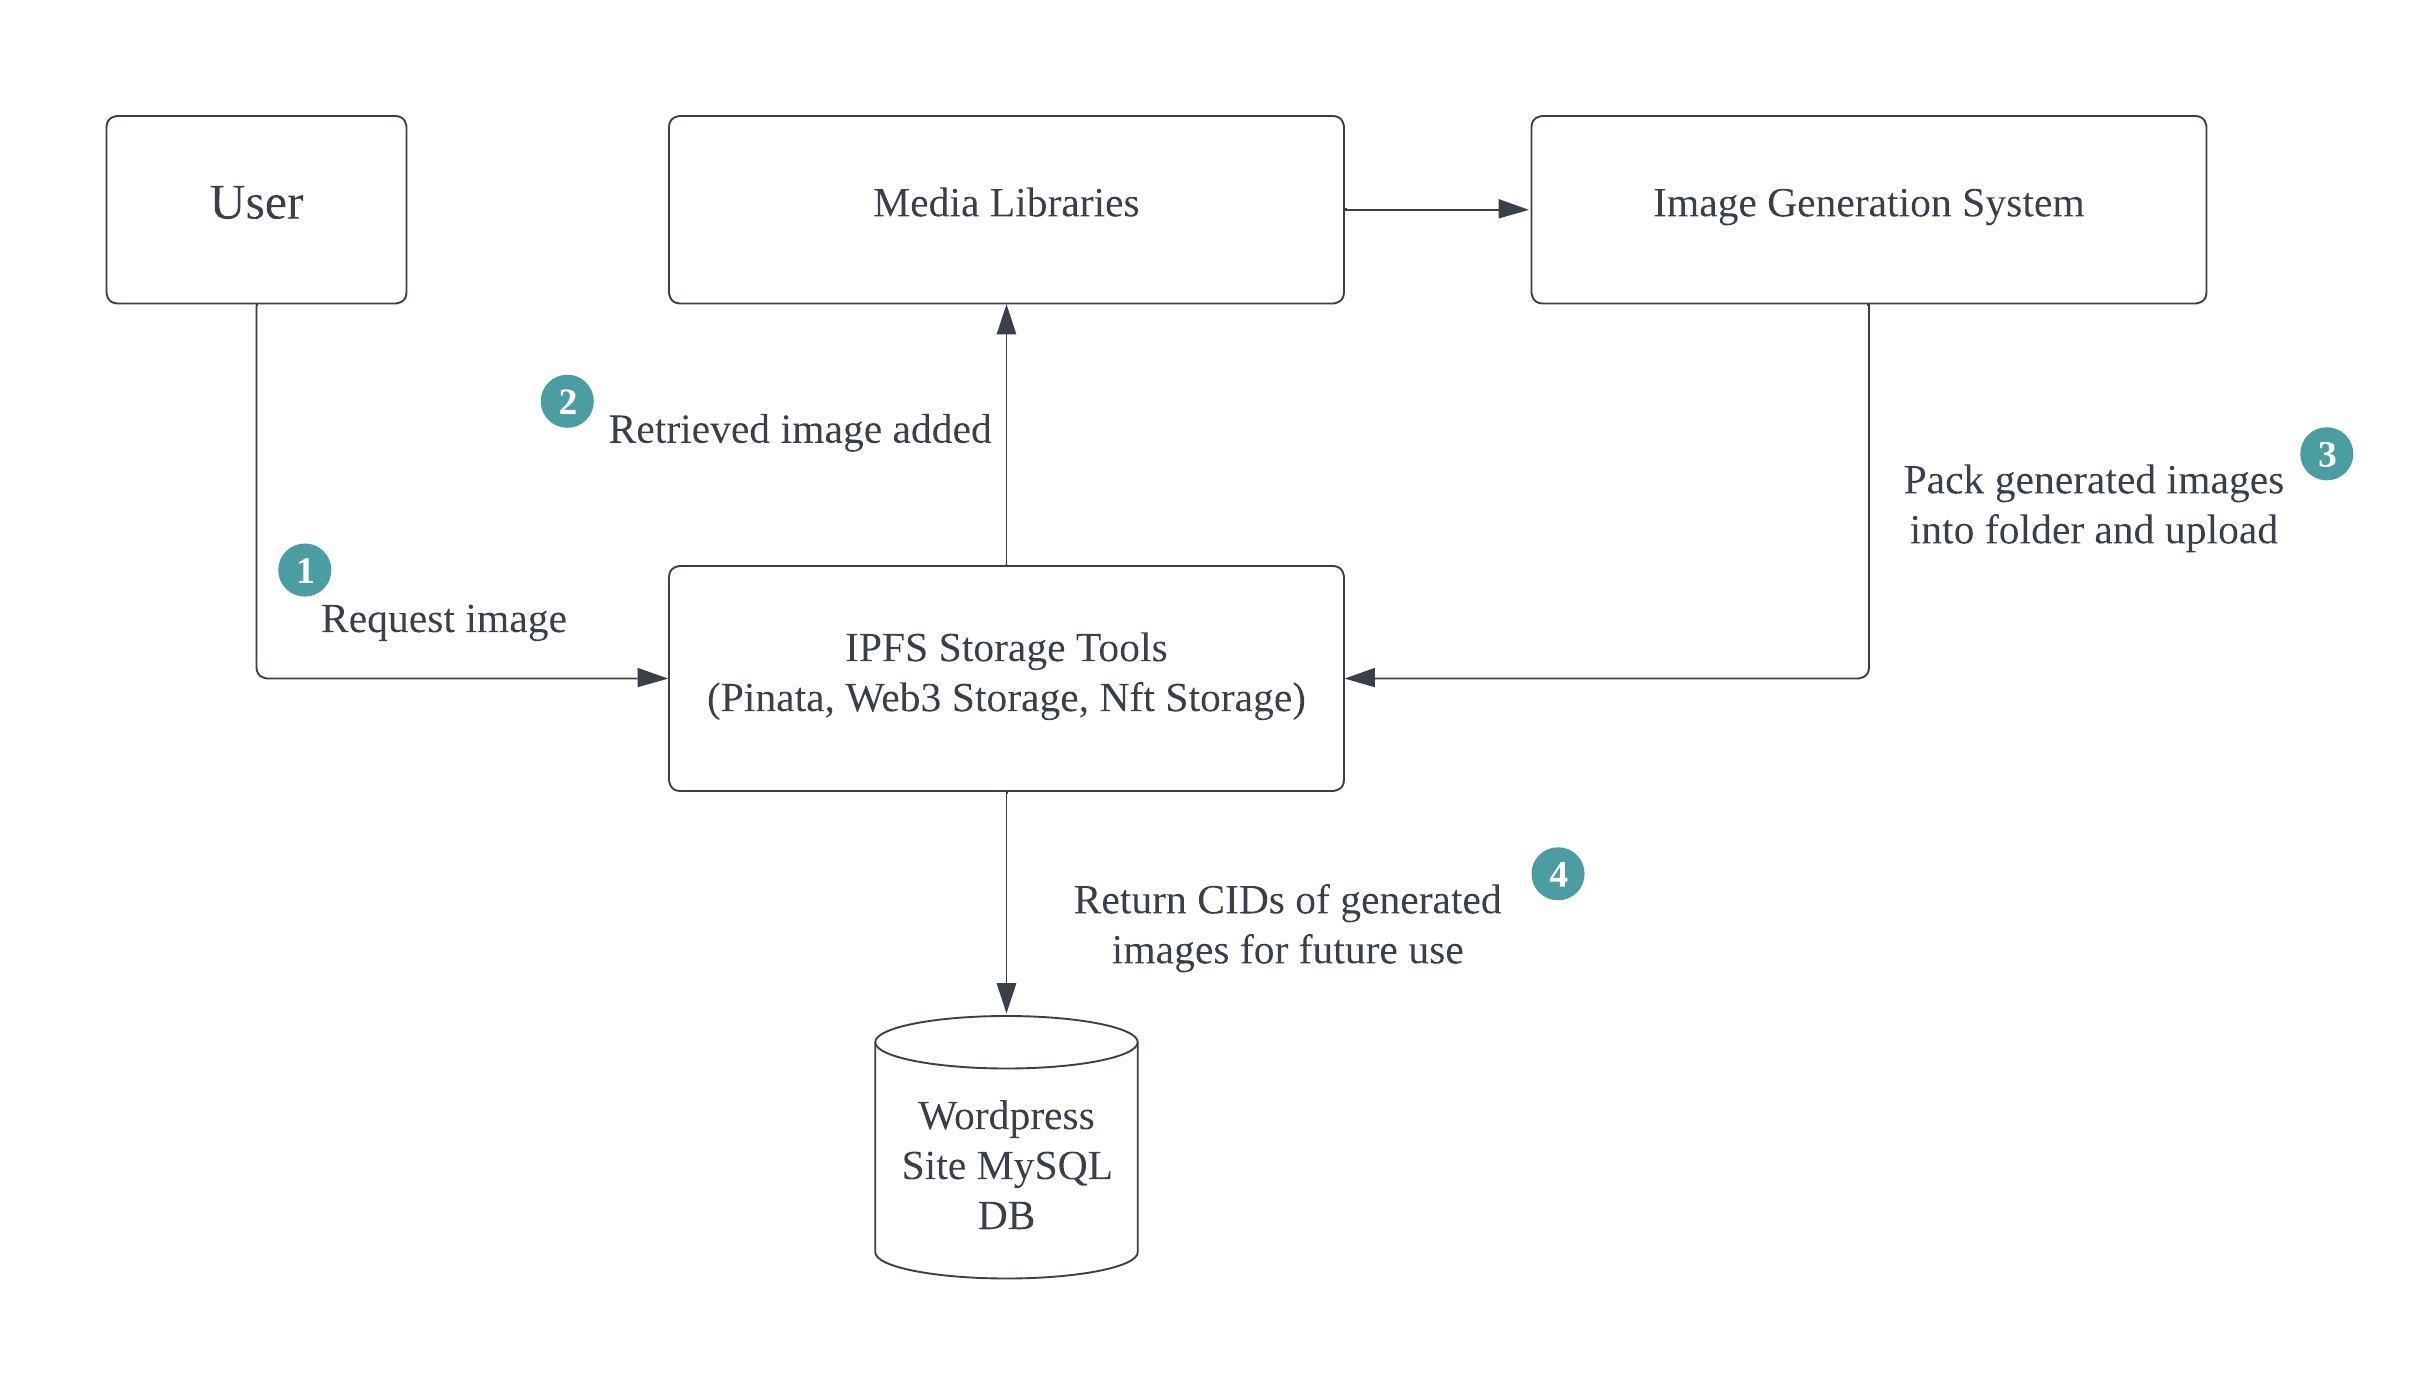 User
Media Libraries
Image Generation System
2
Retrieved image added
3
Pack generated images
into folder and upload
1
Request image
IPFS Storage Tools
(Pinata, Web3 Storage, Nft Storage)
4
Return CIDs of generated
images for future use
Wordpress
Site MySQL
DB